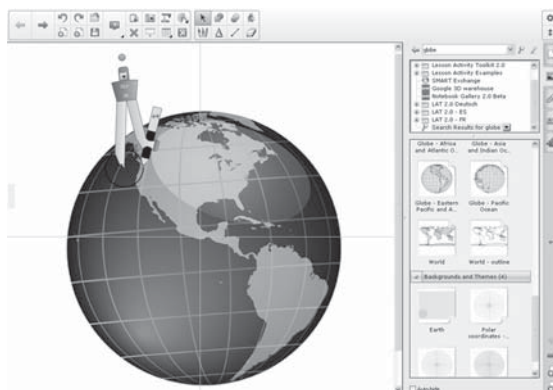 globe
Lesson Activity Toolkit 2.0
Lesson Activity Examples
SMART Exchange
Google 3D warehouse
Notebook Gallery 2.0 Beta
LAT 2.0 Deutsch
LAT 2.0 - ES
LAT 2.0 - FR
Search Results for globe
Globe - Africa and Atlantic O...
Globe - Asia and Indian Oc...
Globe - Eastern Pacific and A...
Globe - Pacific Ocean
World
World - outline
Backgrounds and Themes (4)
Earth
Polar coordinates -...